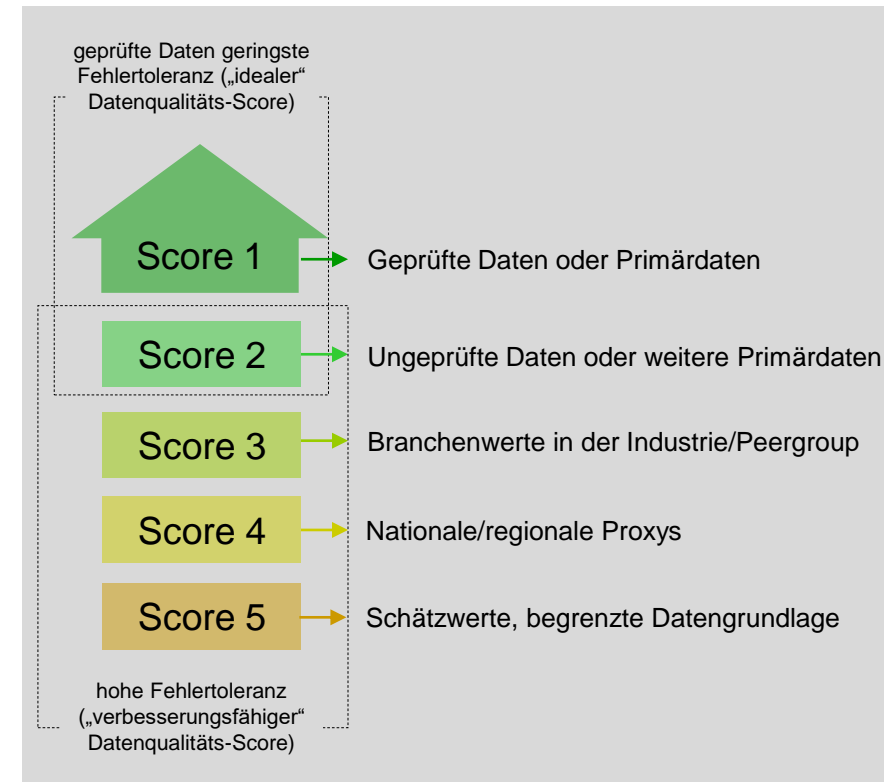 geprüfte Daten geringste
Fehlertoleranz („idealer“
Datenqualitäts-Score)
Score 1
Geprüfte Daten oder Primärdaten
Score 2
Ungeprüfte Daten oder weitere Primärdaten
Score 3
Branchenwerte in der Industrie/Peergroup
Score 4
Nationale/regionale Proxys
Score 5
Schätzwerte, begrenzte Datengrundlage
hohe Fehlertoleranz
(„verbesserungsfähiger“
Datenqualitäts-Score)